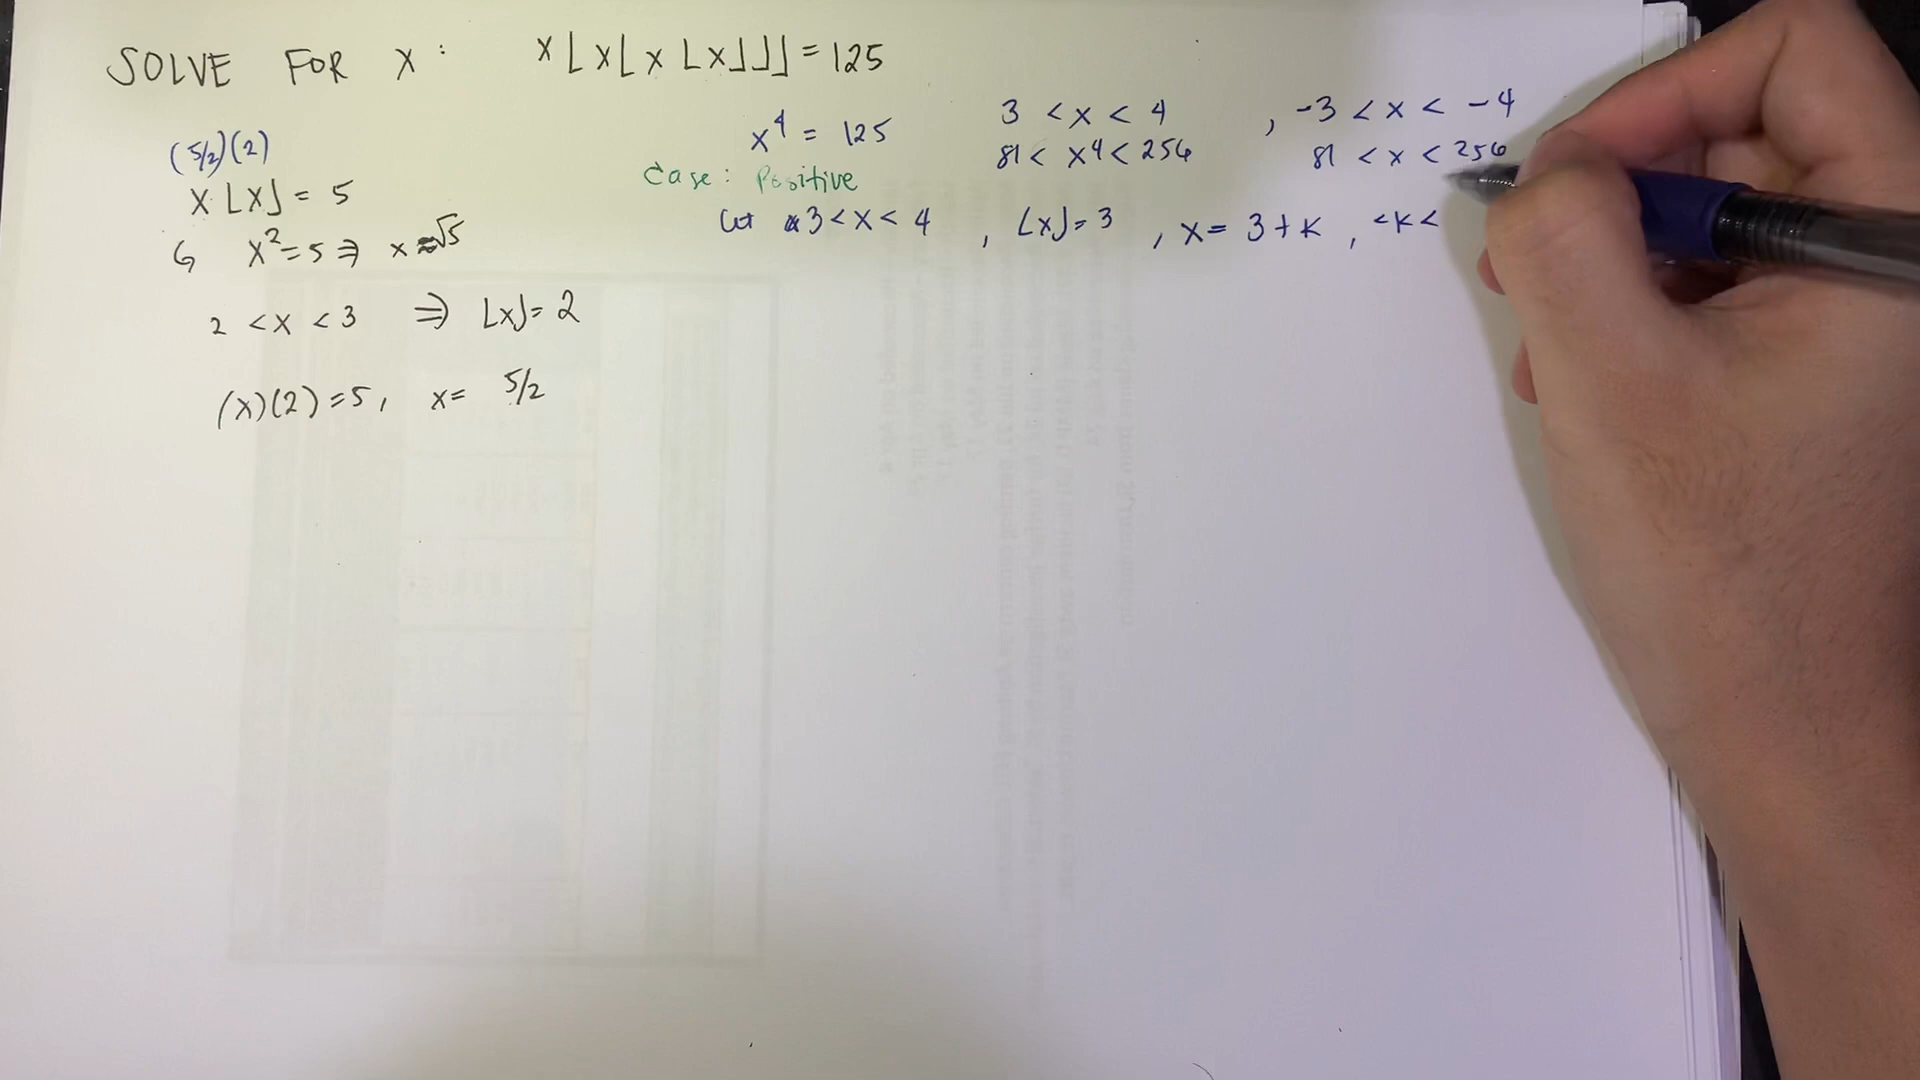 SOLVE FOR X : x⌊x⌊x⌊x⌋⌋⌋ = 125
(5/2)(2)
x⌊x⌋ = 5
x² = 5 ⇒ x = √5
2 < x < 3 ⇒ ⌊x⌋ = 2
(x)(2) = 5, x = 5/2
x⁴ = 125
3 < x < 4 , -3 < x < -4
81 < x⁴ < 256 81 < x < 256
Case: Positive
let 3 < x < 4 , ⌊x⌋ = 3 , x = 3 + k , < k <